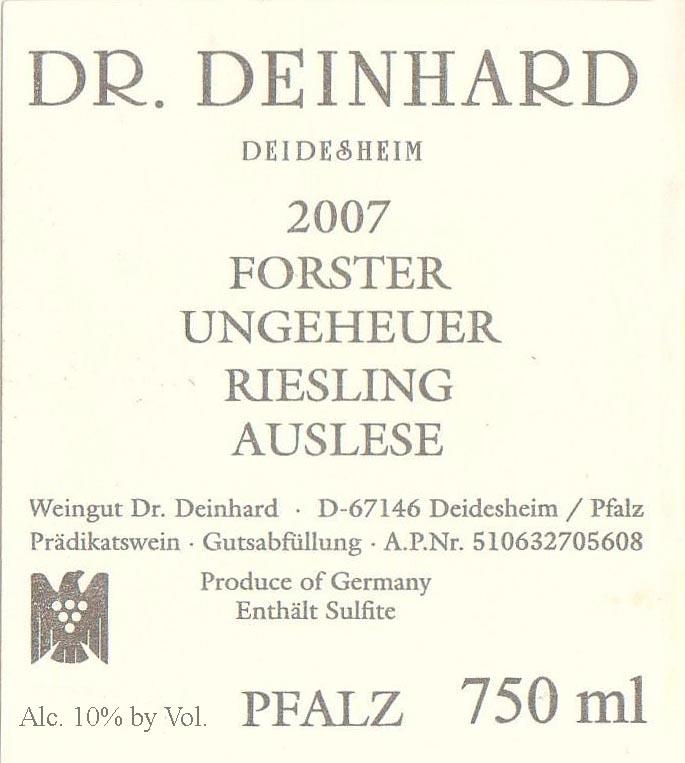 DR. DEINHARD
DEIDESHEIM
2007
FORSTER
UNGEHEUER
RIESLING
AUSLESE
Weingut Dr. Deinhard · D-67146 Deidesheim / Pfalz
Prädikatswein · Gutsabfüllung · A.P.Nr. 510632705608
Produce of Germany
Enthält Sulfite
Alc. 10% by Vol. PFALZ 750 ml